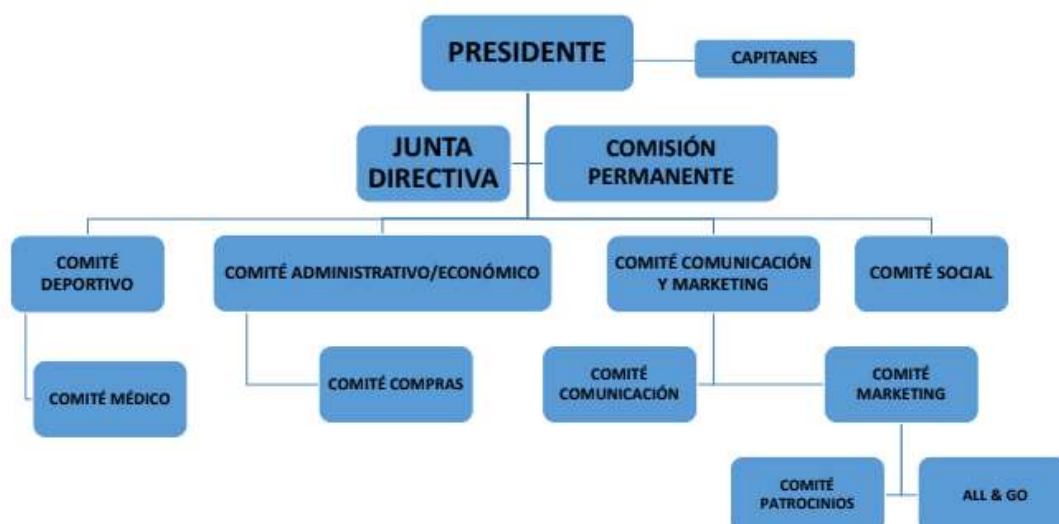 PRESIDENTE
CAPITANES
JUNTA
DIRECTIVA
COMISIÓN
PERMANENTE
COMITÉ
DEPORTIVO
COMITÉ ADMINISTRATIVO/ECONÓMICO
COMITÉ COMUNICACIÓN
Y MARKETING
COMITÉ SOCIAL
COMITÉ MÉDICO
COMITÉ COMPRAS
COMITÉ
COMUNICACIÓN
COMITÉ
MARKETING
COMITÉ
PATROCINIOS
ALL & GO